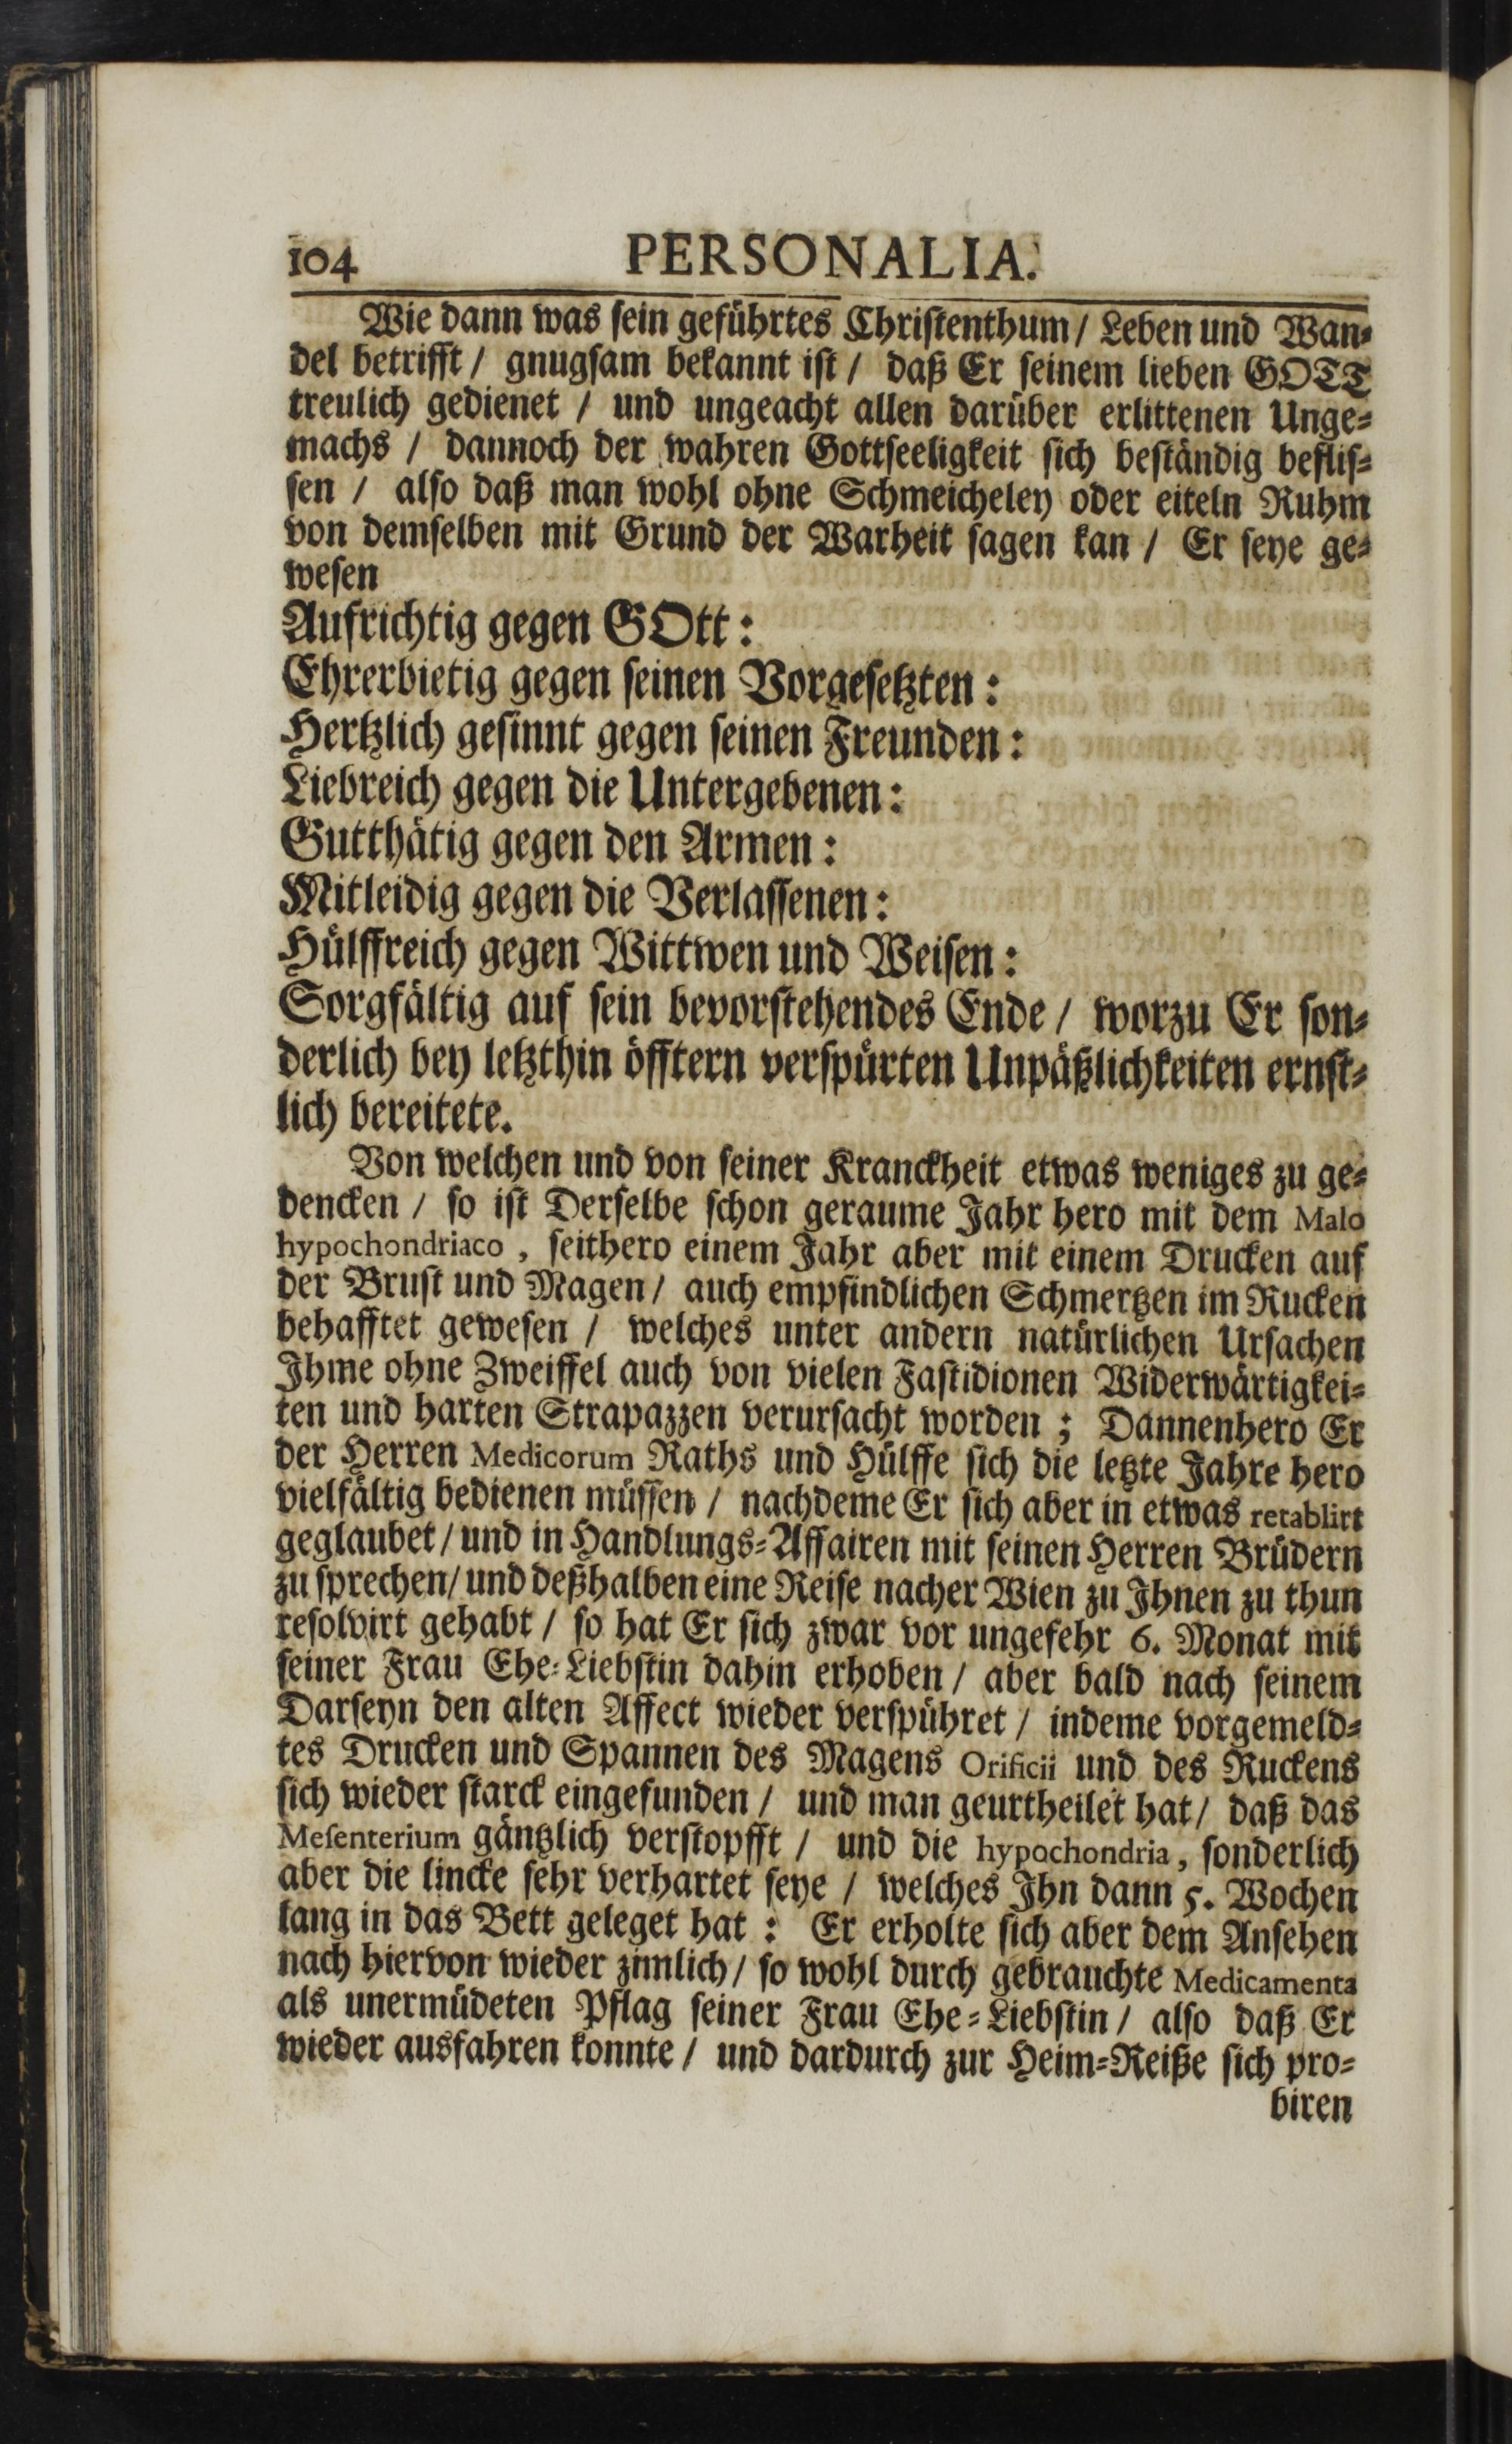 104 PERSONALIA.
Wie dann was sein geführtes Christenthum/ Leben und Wan-
del betrifft / gnugsam bekannt ist / daß Er seinem lieben GOTT
treulich gedienet / und ungeacht allen darüber erlittenen Unge-
machs / dannoch der wahren Gottseeligkeit sich beständig beflis-
sen / also daß man wohl ohne Schmeicheley oder eiteln Ruhm
von demselben mit Grund der Warheit sagen kan / Er seye ge-
wesen
Aufrichtig gegen GOtt:
Ehrerbietig gegen seinen Vorgesetzten:
Hertzlich gesinnt gegen seinen Freunden:
Liebreich gegen die Untergebenen:
Gutthätig gegen den Armen:
Mitleidig gegen die Verlassenen:
Hülffreich gegen Wittwen und Weisen:
Sorgfältig auf sein bevorstehendes Ende / worzu Er son-
derlich bey letzthin öfftern verspürten Unpäßlichkeiten ernst-
lich bereitete.
Von welchen und von seiner Kranckheit etwas weniges zu ge-
dencken / so ist Derselbe schon geraume Jahr hero mit dem Malo
hypochondriaco, seithero einem Jahr aber mit einem Drucken auf
der Brust und Magen/ auch empfindlichen Schmertzen im Rucken
behafftet gewesen / welches unter andern natürlichen Ursachen
Ihme ohne Zweiffel auch von vielen Fastidionen Widerwärtigkei-
ten und harten Strapazzen verursacht worden ; Dannenhero Er
der Herren Medicorum Raths und Hülffe sich die letzte Jahre hero
vielfältig bedienen müssen / nachdeme Er sich aber in etwas retablirt
geglaubet / und in Handlungs-Affairen mit seinen Herren Brüdern
zu sprechen/ und deßhalben eine Reise nacher Wien zu Ihnen zu thun
resolvirt gehabt / so hat Er sich zwar vor ungefehr 6. Monat mit
seiner Frau Ehe-Liebstin dahin erhoben / aber bald nach seinem
Darseyn den alten Affect wieder verspühret / indeme vorgemeld-
tes Drucken und Spannen des Magens Orificii und des Ruckens
sich wieder starck eingefunden / und man geurtheilet hat/ daß das
Mesenterium gäntzlich verstopfft / und die hypochondria, sonderlich
aber die lincke sehr verhartet seye / welches Ihn dann 5. Wochen
lang in das Bett geleget hat : Er erholte sich aber dem Ansehen
nach hiervon wieder zimlich/ so wohl durch gebrauchte Medicamenta
als unermüdeten Pflag seiner Frau Ehe-Liebstin / also daß Er
wieder ausfahren konnte / und dardurch zur Heim-Reiße sich pro-
biren